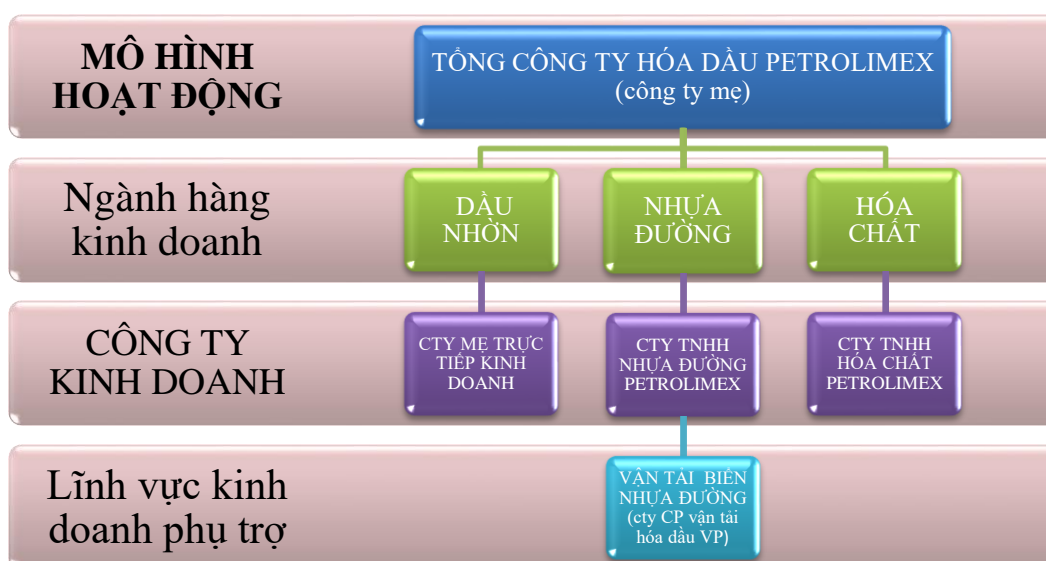 MÔ HÌNH
HOẠT ĐỘNG
TỔNG CÔNG TY HÓA DẦU PETROLIMEX
(công ty mẹ)
Ngành hàng
kinh doanh
DẦU
NHỜN
NHỰA
ĐƯỜNG
HÓA
CHẤT
CÔNG TY
KINH DOANH
CTY MẸ TRỰC
TIẾP KINH
DOANH
CTY TNHH
NHỰA ĐƯỜNG
PETROLIMEX
CTY TNHH
HÓA CHẤT
PETROLIMEX
Lĩnh vực kinh
doanh phụ trợ
VẬN TẢI BIỂN
NHỰA ĐƯỜNG
(cty CP vận tải
hóa dầu VP)